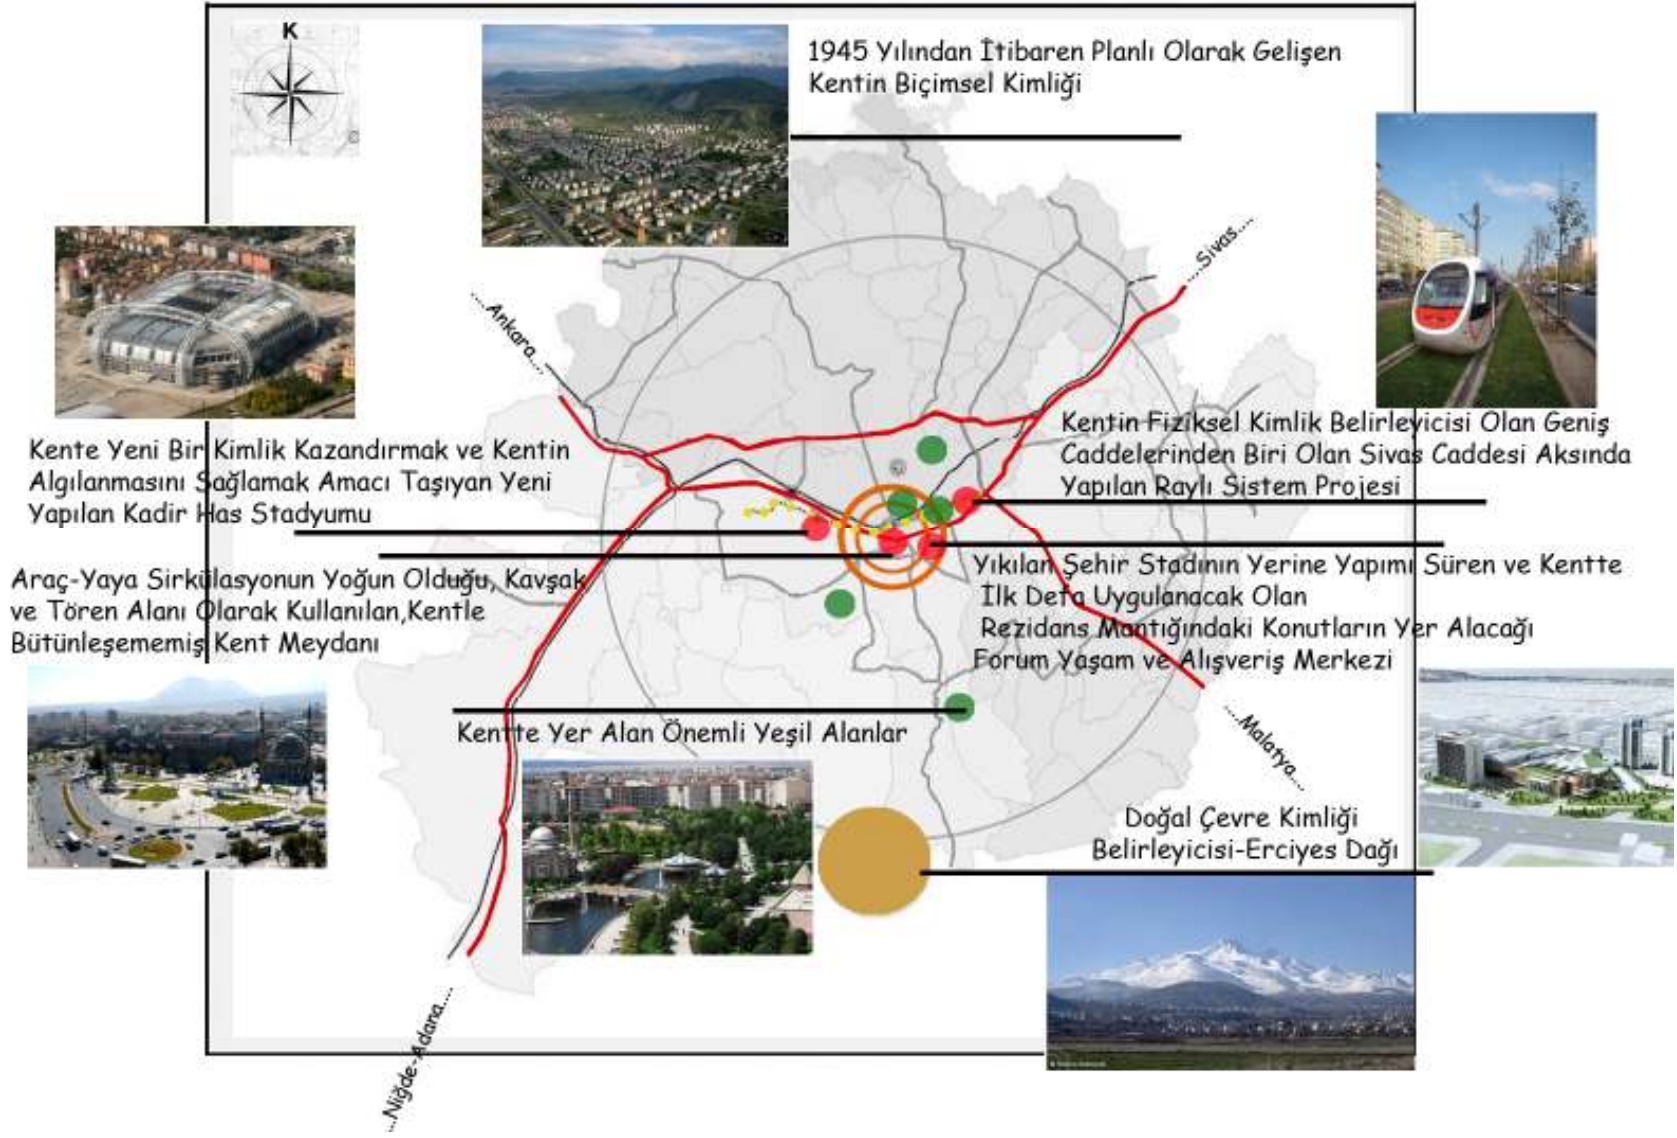 K
1945 Yılından İtibaren Planlı Olarak Gelişen
Kentin Biçimsel Kimliği
....Sivas....
....Ankara....
Kente Yeni Bir Kimlik Kazandırmak ve Kentin
Algılanmasını Sağlamak Amacı Taşıyan Yeni
Yapılan Kadir Has Stadyumu
Kentin Fiziksel Kimlik Belirleyicisi Olan Geniş
Caddelerinden Biri Olan Sivas Caddesi Aksında
Yapılan Raylı Sistem Projesi
Araç-Yaya Sirkülasyonun Yoğun Olduğu, Kavşak
ve Tören Alanı Olarak Kullanılan,Kentle
Bütünleşememiş Kent Meydanı
Yıkılan Şehir Stadının Yerine Yapımı Süren ve Kentte
İlk Defa Uygulanacak Olan
Rezidans Mantığındaki Konutların Yer Alacağı
Forum Yaşam ve Alışveriş Merkezi
Kentte Yer Alan Önemli Yeşil Alanlar
....Malatya....
Doğal Çevre Kimliği
Belirleyicisi-Erciyes Dağı
....Niğde-Adana....